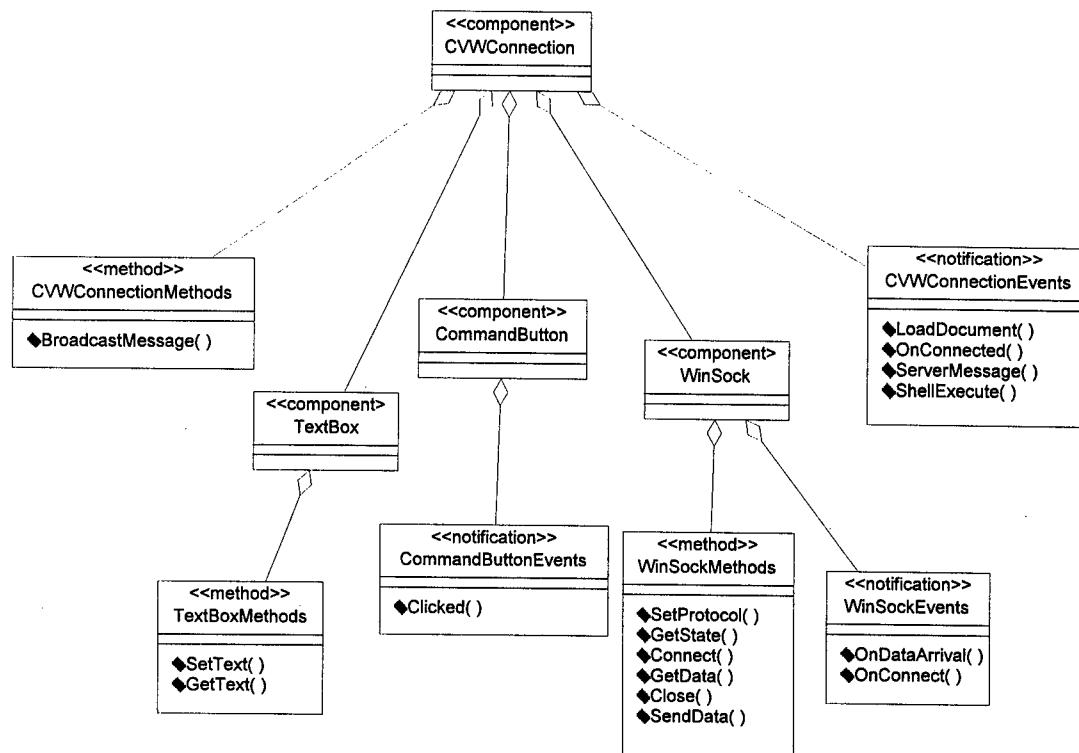 <<component>>
CVWConnection
<<method>>
CVWConnectionMethods
BroadcastMessage( )
<<notification>>
CVWConnectionEvents
LoadDocument( )
OnConnected( )
ServerMessage( )
ShellExecute( )
<<component>>
CommandButton
<<component>
WinSock
<<component>
TextBox
<<notification>>
CommandButtonEvents
Clicked( )
<<method>>
WinSockMethods
SetProtocol( )
GetState( )
Connect( )
GetData( )
Close( )
SendData( )
<<notification>>
WinSockEvents
OnDataArrival( )
OnConnect( )
<<method>>
TextBoxMethods
SetText( )
GetText( )